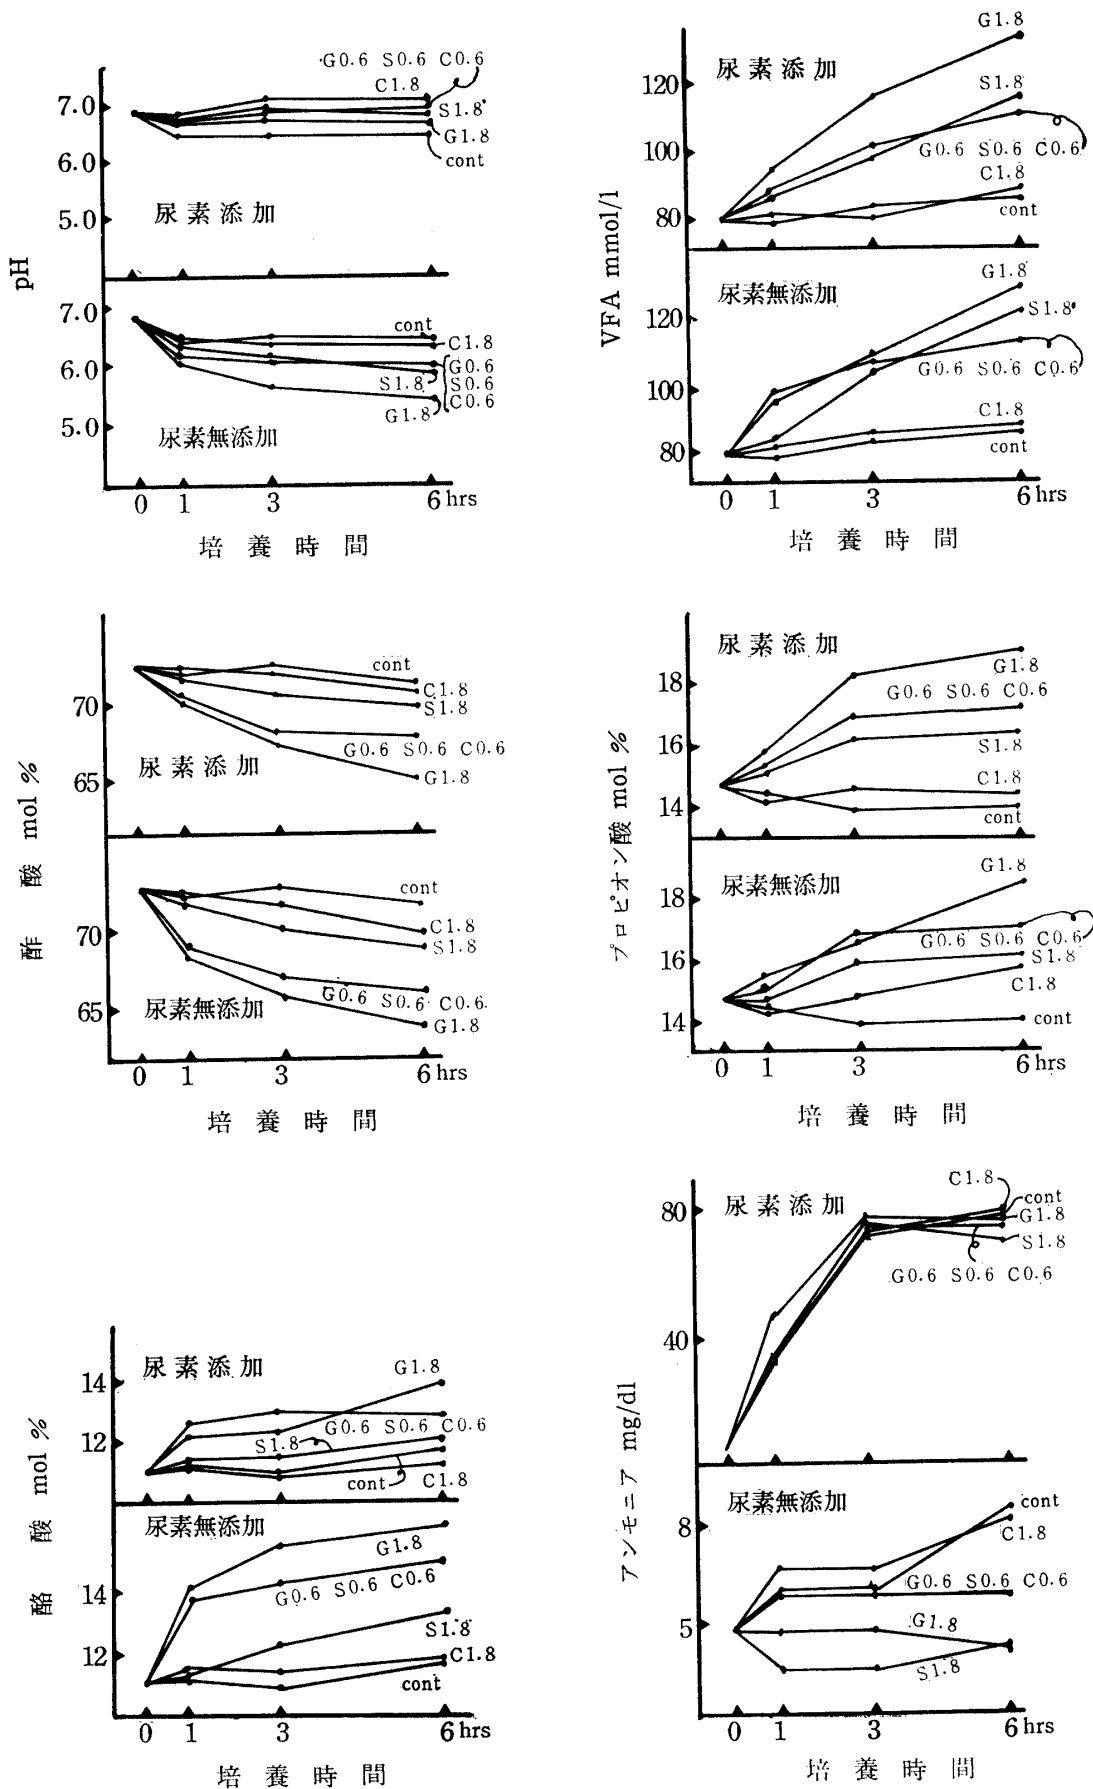 G0.6 S0.6 C0.6
C1.8
S1.8
G1.8
cont
7.0
6.0
5.0
尿素添加
pH
7.0
6.0
5.0
cont
C1.8
G0.6
S1.8 S0.6
C0.6
G1.8
尿素無添加
0 1 3 6 hrs
培養時間
G1.8
尿素添加
S1.8
120
100
80
G0.6 S0.6 C0.6
C1.8
cont
VFA mmol/l
G1.8
尿素無添加
S1.8
120
100
80
G0.6 S0.6 C0.6
C1.8
cont
0 1 3 6 hrs
培養時間
cont
C1.8
S1.8
70
65
G0.6 S0.6 C0.6
尿素添加
G1.8
酢酸 mol %
cont
C1.8
S1.8
70
65
G0.6 S0.6 C0.6
尿素無添加
G1.8
0 1 3 6 hrs
培養時間
尿素添加
G1.8
18
16
14
G0.6 S0.6 C0.6
S1.8
C1.8
cont
プロピオン酸 mol %
G1.8
尿素無添加
18
16
14
G0.6 S0.6 C0.6
S1.8
C1.8
cont
0 1 3 6 hrs
培養時間
尿素添加
G1.8
14
12
G0.6 S0.6 C0.6
S1.8
cont C1.8
酪酸 mol %
尿素無添加
G1.8
14
12
G0.6 S0.6 C0.6
S1.8
C1.8
cont
0 1 3 6 hrs
培養時間
C1.8
尿素添加
cont
G1.8
S1.8
80
40
G0.6 S0.6 C0.6
アンモニア mg/dl
尿素無添加
cont
8
5
C1.8
G0.6 S0.6 C0.6
G1.8
S1.8
0 1 3 6 hrs
培養時間